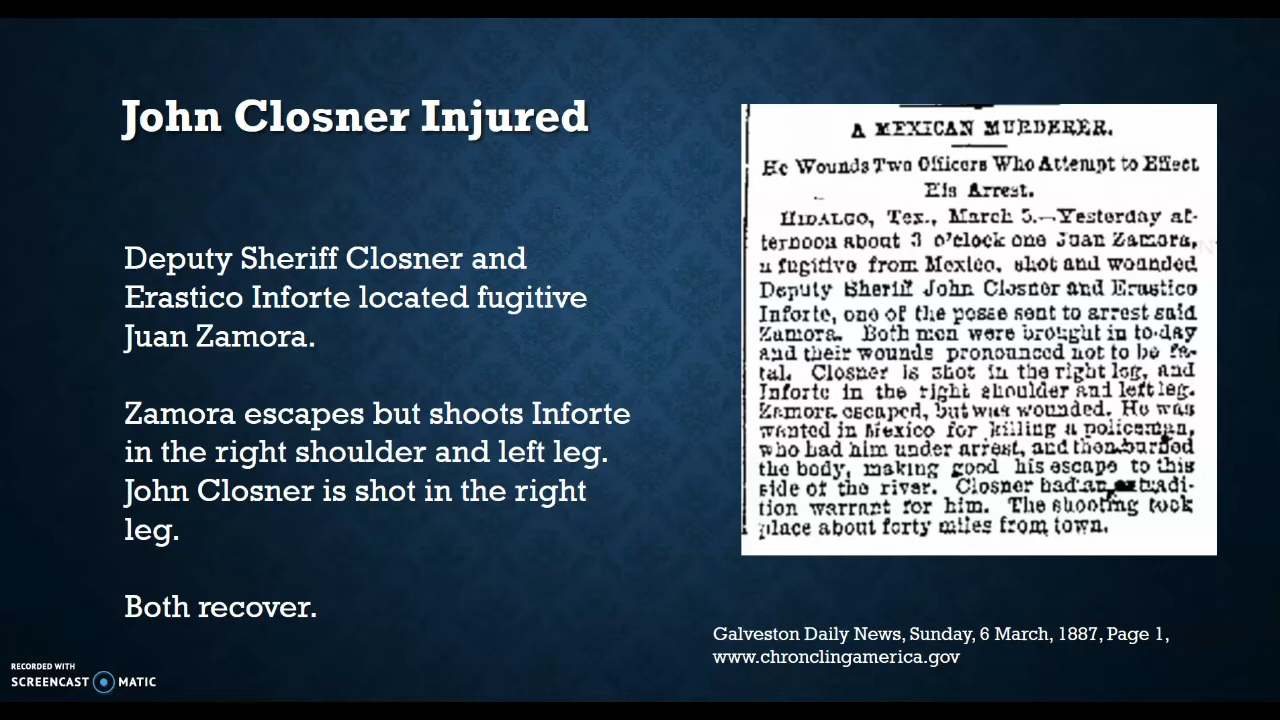 John Closner Injured
Deputy Sheriff Closner and
Erastico Inforte located fugitive
Juan Zamora.
Zamora escapes but shoots Inforte
in the right shoulder and left leg.
John Closner is shot in the right
leg.
Both recover.
A MEXICAN MURDERER.
He Wounds Two Officers Who Attempt to Effect
His Arrest.
HIDALGO, Tex., March 5.—Yesterday af-
ternoon about 3 o'clock one Juan Zamora,
a fugitive from Mexico, shot and wounded
Deputy Sheriff John Closner and Erastico
Inforte, one of the posse sent to arrest said
Zamora. Both men were brought in to-day
and their wounds pronounced not to be fa-
tal. Closner is shot in the right leg, and
Inforte in the right shoulder and left leg.
Zamora escaped, but was wounded. He was
wanted in Mexico for killing a policeman,
who had him under arrest, and then burned
the body, making good his escape to this
side of the river. Closner had an extradi-
tion warrant for him. The shooting took
place about forty miles from town.
Galveston Daily News, Sunday, 6 March, 1887, Page 1,
www.chronclingamerica.gov
RECORDED WITH
SCREENCAST MATIC